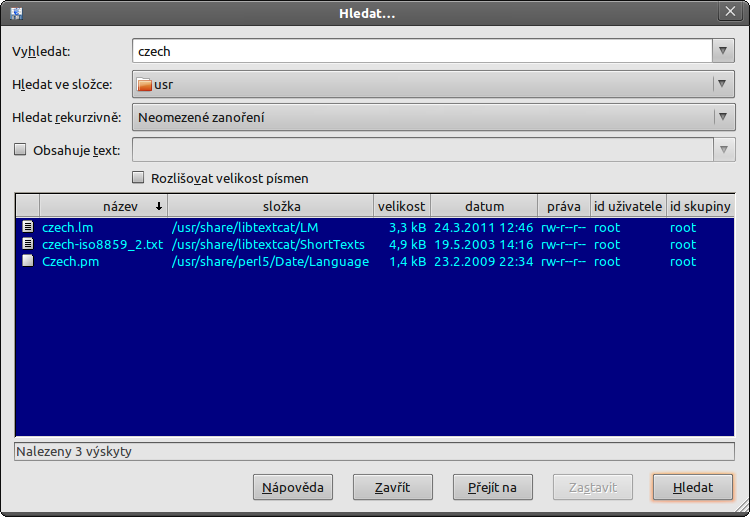 Hledat...
Vyhledat: czech
Hledat ve složce: usr
Hledat rekurzivně: Neomezené zanoření
Obsahuje text:
Rozlišovat velikost písmen
název složka velikost datum práva id uživatele id skupiny
czech.lm /usr/share/libtextcat/LM 3,3 kB 24.3.2011 12:46 rw-r--r-- root root
czech-iso8859_2.txt /usr/share/libtextcat/ShortTexts 4,9 kB 19.5.2003 14:16 rw-r--r-- root root
Czech.pm /usr/share/perl5/Date/Language 1,4 kB 23.2.2009 22:34 rw-r--r-- root root
Nalezeny 3 výskyty
Nápověda Zavřít Přejít na Zastavit Hledat